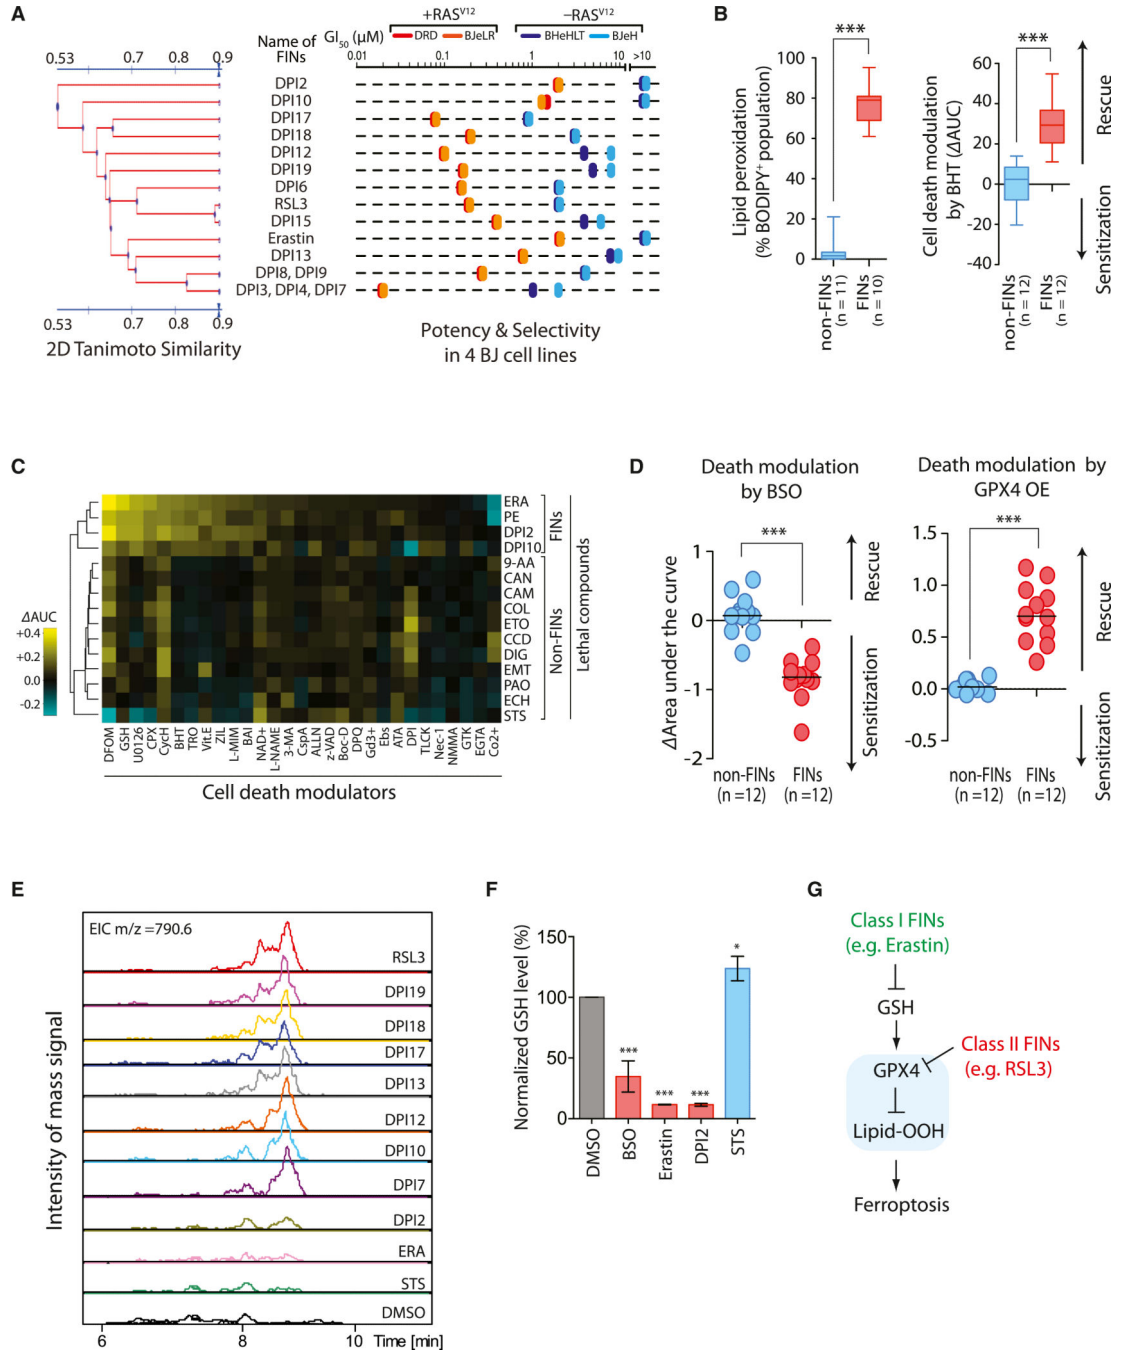 A
+RASV12
−RASV12
Name of FINs
GI50 (µM)
DRD
BJeLR
BHeHLT
BJeH
0.53 0.7 0.8 0.9
0.01 0.1 1 10 >10
DPI2
DPI10
DPI17
DPI18
DPI12
DPI19
DPI6
RSL3
DPI15
Erastin
DPI13
DPI8, DPI9
DPI3, DPI4, DPI7
0.53 0.7 0.8 0.9
2D Tanimoto Similarity
Potency & Selectivity
in 4 BJ cell lines
B
Lipid peroxidation
(% BODIPY+ population)
100
80
60
40
20
0
***
non-FINs
(n = 11)
FINs
(n = 10)
Cell death modulation
by BHT (ΔAUC)
60
40
20
0
-20
-40
***
non-FINs
(n = 12)
FINs
(n = 12)
Rescue
Sensitization
C
ΔAUC
+0.4
+0.2
0.0
-0.2
ERA
PE
DPI2
DPI10
9-AA
CAN
CAM
COL
ETO
CCD
DIG
EMT
PAO
ECH
STS
FINs
Non-FINs
Lethal compounds
DFOM
GSH
U0126
CPX
CycH
BHT
TRO
Vit.E
ZIL
L-MIM
BAI
NAD+
L-NAME
3-MA
CspA
ALLN
z-VAD
Boc-D
DPQ
Gd3+
Ebs
ATA
DPI
TLCK
Nec-1
NMMA
GTK
EGTA
Co2+
Cell death modulators
D
Death modulation
by BSO
ΔArea under the curve
1
0
-1
-2
***
non-FINs
(n =12)
FINs
(n =12)
Rescue
Sensitization
Death modulation by
GPX4 OE
1.5
1.0
0.5
0.0
-0.5
***
non-FINs
(n =12)
FINs
(n =12)
Rescue
Sensitization
E
Intensity of mass signal
EIC m/z =790.6
RSL3
DPI19
DPI18
DPI17
DPI13
DPI12
DPI10
DPI7
DPI2
ERA
STS
DMSO
6 8 10
Time [min]
F
Normalized GSH level (%)
150
100
50
0
***
***
***
*
DMSO
BSO
Erastin
DPI2
STS
G
Class I FINs
(e.g. Erastin)
GSH
Class II FINs
(e.g. RSL3)
GPX4
Lipid-OOH
Ferroptosis